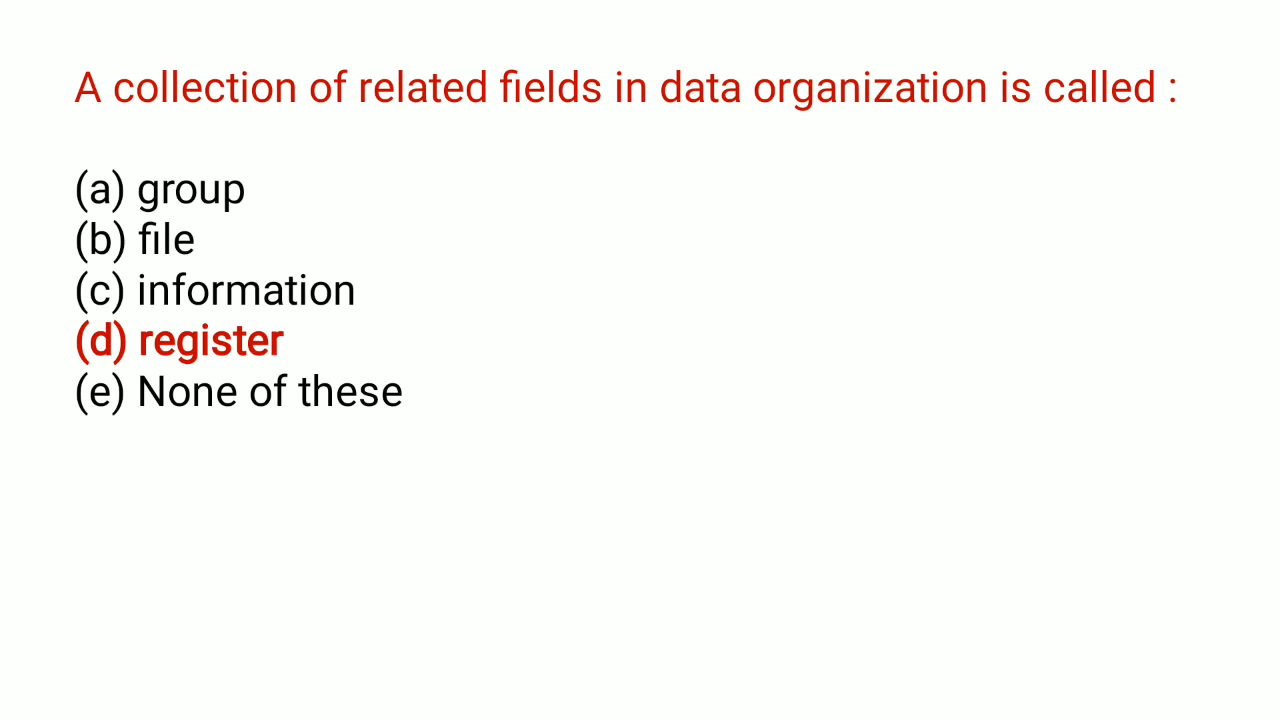 A collection of related fields in data organization is called :
(a) group
(b) file
(c) information
(d) register
(e) None of these